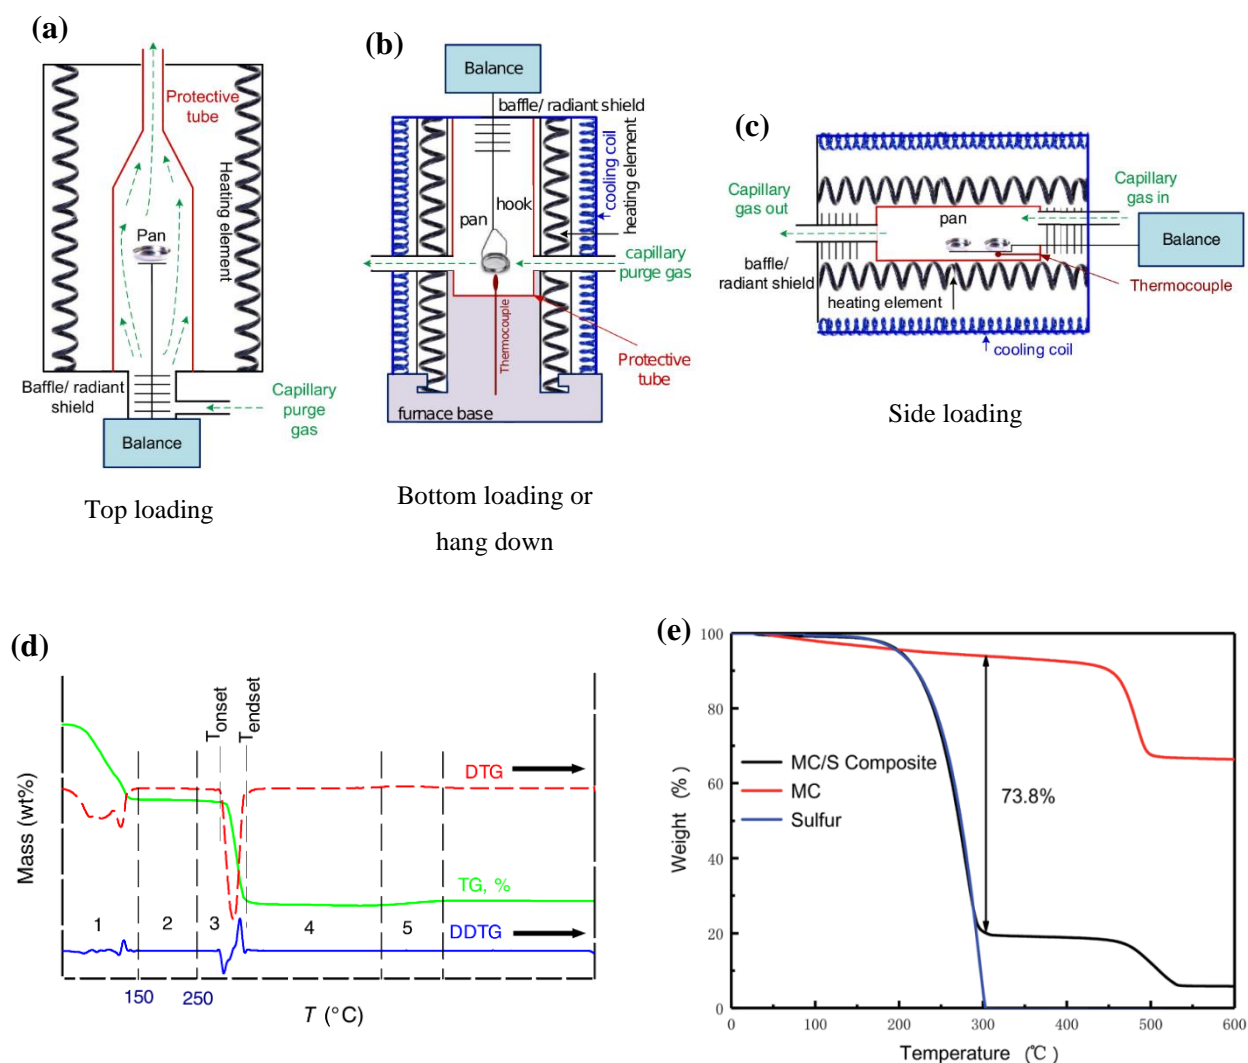 (a)
Protective
tube
Heating element
Pan
Baffle/ radiant
shield
Capillary
purge
gas
Balance
Top loading
(b)
Balance
baffle/ radiant shield
cooling coil
heating element
hook
pan
capillary
purge gas
Thermocouple
Protective
tube
furnace base
Bottom loading or
hang down
(c)
Capillary
gas out
Capillary
gas in
pan
Balance
baffle/
radiant shield
heating element
Thermocouple
cooling coil
Side loading
(d)
Tonset
Tendset
DTG
Mass (wt%)
TG, %
1
2
3
4
5
DDTG
150
250
T (°C)
(e)
100
80
60
40
20
0
Weight (%)
MC/S Composite
MC
Sulfur
73.8%
0
100
200
300
400
500
600
Temperature (℃)